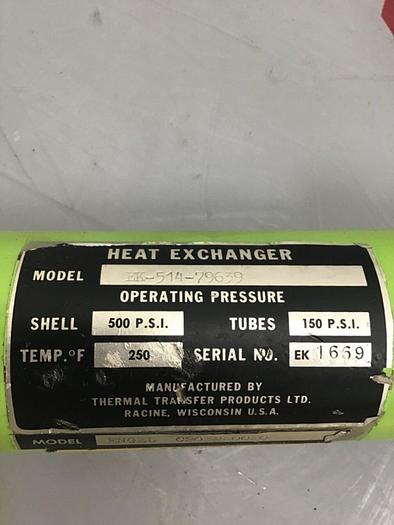 HEAT EXCHANGER
MODEL EK-514-79639
OPERATING PRESSURE
SHELL 500 P.S.I. TUBES 150 P.S.I.
TEMP.°F 250 SERIAL NO. EK 1669
MANUFACTURED BY
THERMAL TRANSFER PRODUCTS LTD.
RACINE, WISCONSIN U.S.A.
MODEL ENGEL